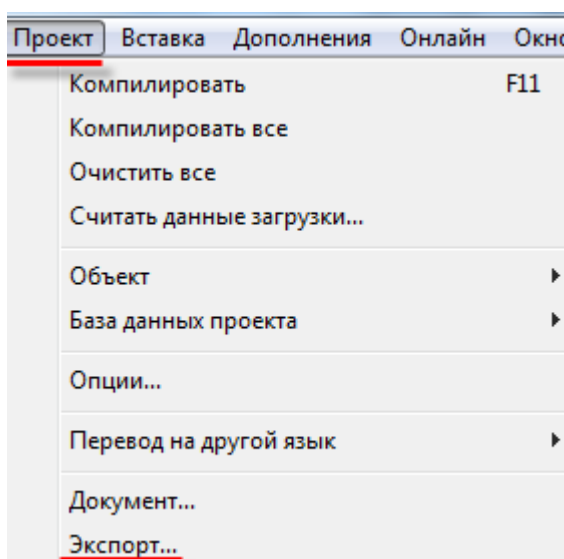 Проект Вставка Дополнения Онлайн Окно
Компилировать F11
Компилировать все
Очистить все
Считать данные загрузки...
Объект
База данных проекта
Опции...
Перевод на другой язык
Документ...
Экспорт...